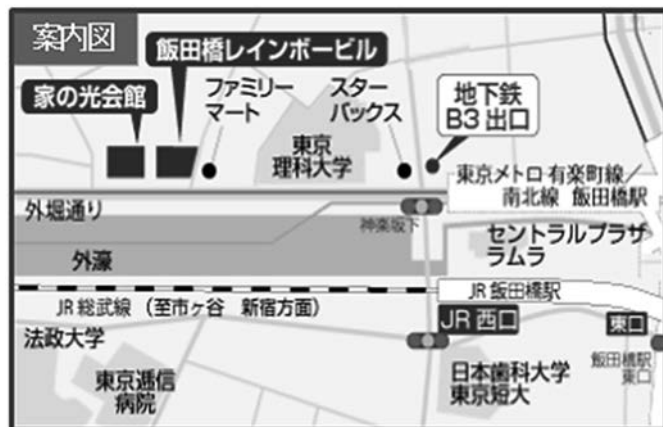 案内図
飯田橋レインボービル
家の光会館
ファミリー
マート
スター
バックス
地下鉄
B3 出口
東京
理科大学
東京メトロ 有楽町線／
南北線 飯田橋駅
外堀通り
神楽坂下
セントラルプラザ
ラムラ
外濠
JR 飯田橋駅
JR 総武線 （至市ヶ谷 新宿方面）
JR 西口
東口
法政大学
飯田橋駅
東口
東京逓信
病院
日本歯科大学
東京短大